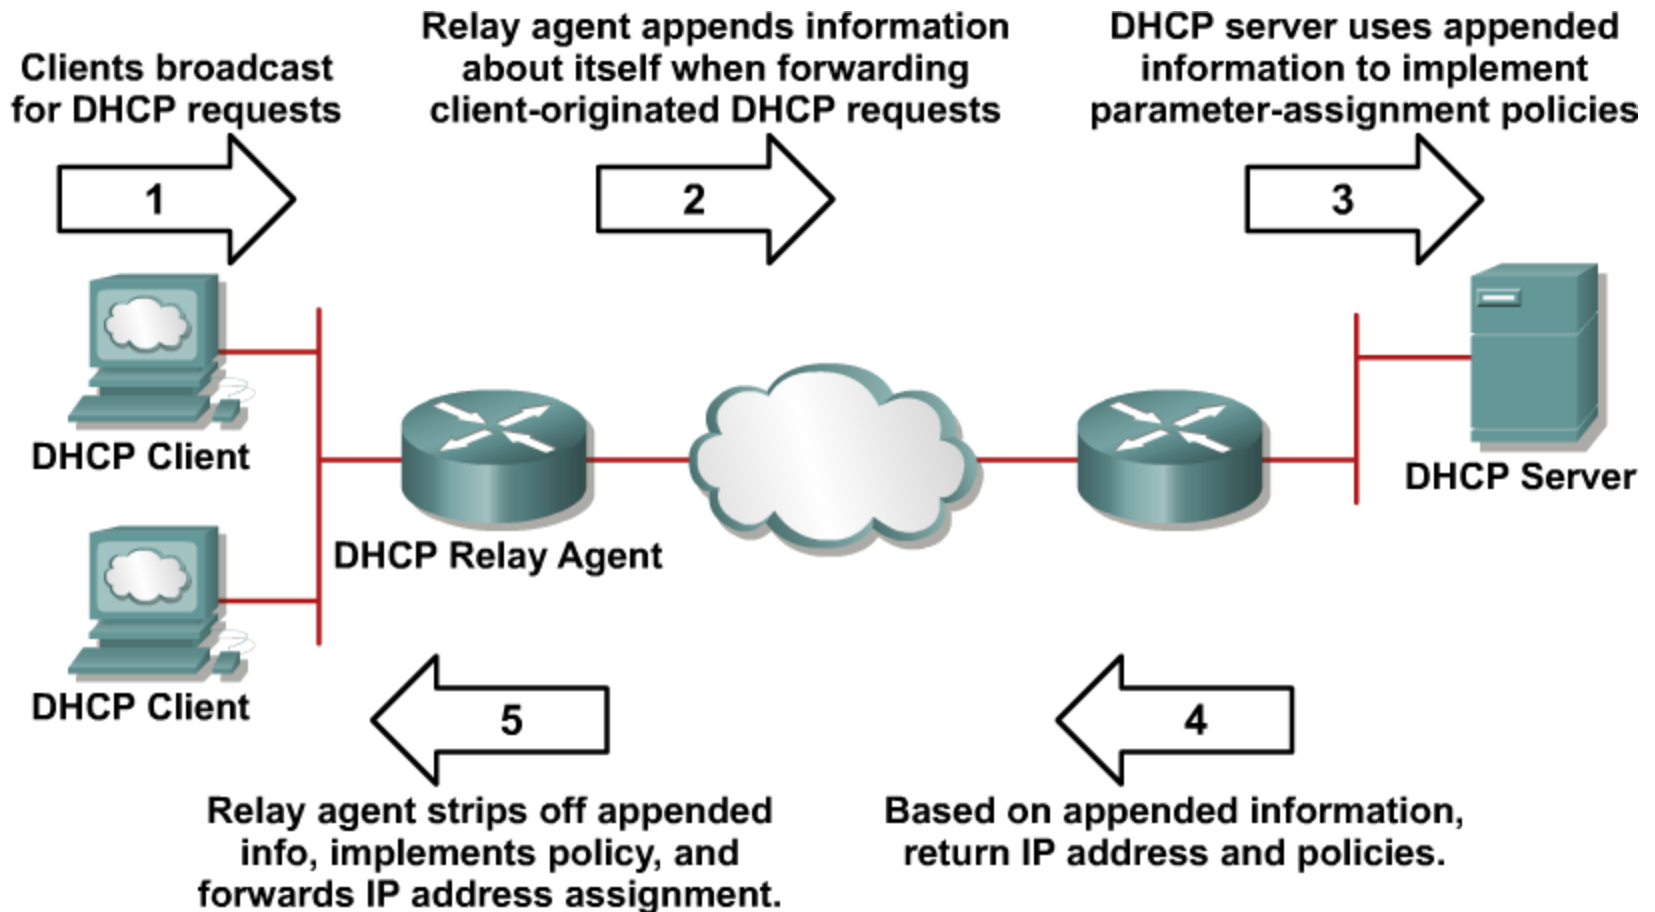 Clients broadcast
for DHCP requests
1
Relay agent appends information
about itself when forwarding
client-originated DHCP requests
2
DHCP server uses appended
information to implement
parameter-assignment policies
3
DHCP Client
DHCP Relay Agent
DHCP Server
DHCP Client
4
Based on appended information,
return IP address and policies.
5
Relay agent strips off appended
info, implements policy, and
forwards IP address assignment.